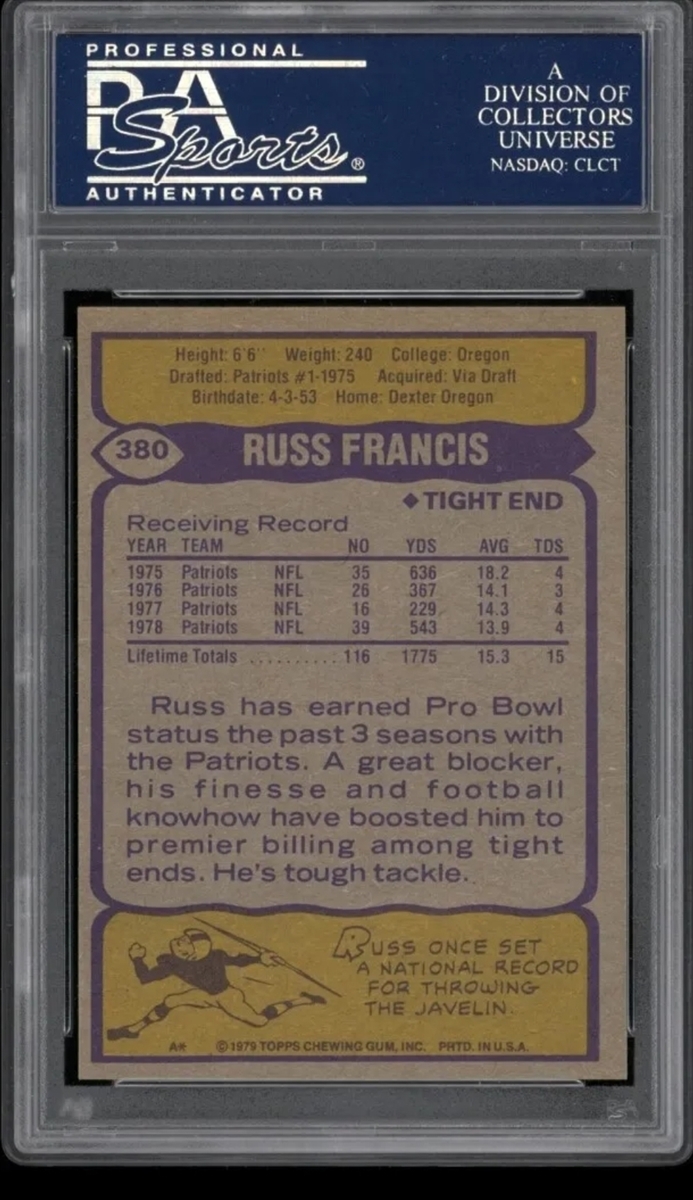 PROFESSIONAL
PSA
Sports®
AUTHENTICATOR
A
DIVISION OF
COLLECTORS
UNIVERSE
NASDAQ: CLCT
Height: 6'6" Weight: 240 College: Oregon
Drafted: Patriots #1-1975 Acquired: Via Draft
Birthdate: 4-3-53 Home: Dexter Oregon
380 RUSS FRANCIS
◆TIGHT END
Receiving Record
YEAR TEAM NO YDS AVG TDS
1975 Patriots NFL 35 636 18.2 4
1976 Patriots NFL 26 367 14.1 3
1977 Patriots NFL 16 229 14.3 4
1978 Patriots NFL 39 543 13.9 4
Lifetime Totals .......... 116 1775 15.3 15
Russ has earned Pro Bowl
status the past 3 seasons with
the Patriots. A great blocker,
his finesse and football
knowhow have boosted him to
premier billing among tight
ends. He's tough tackle.
RUSS ONCE SET
A NATIONAL RECORD
FOR THROWING
THE JAVELIN.
A* ©1979 TOPPS CHEWING GUM, INC. PRTD. IN U.S.A.